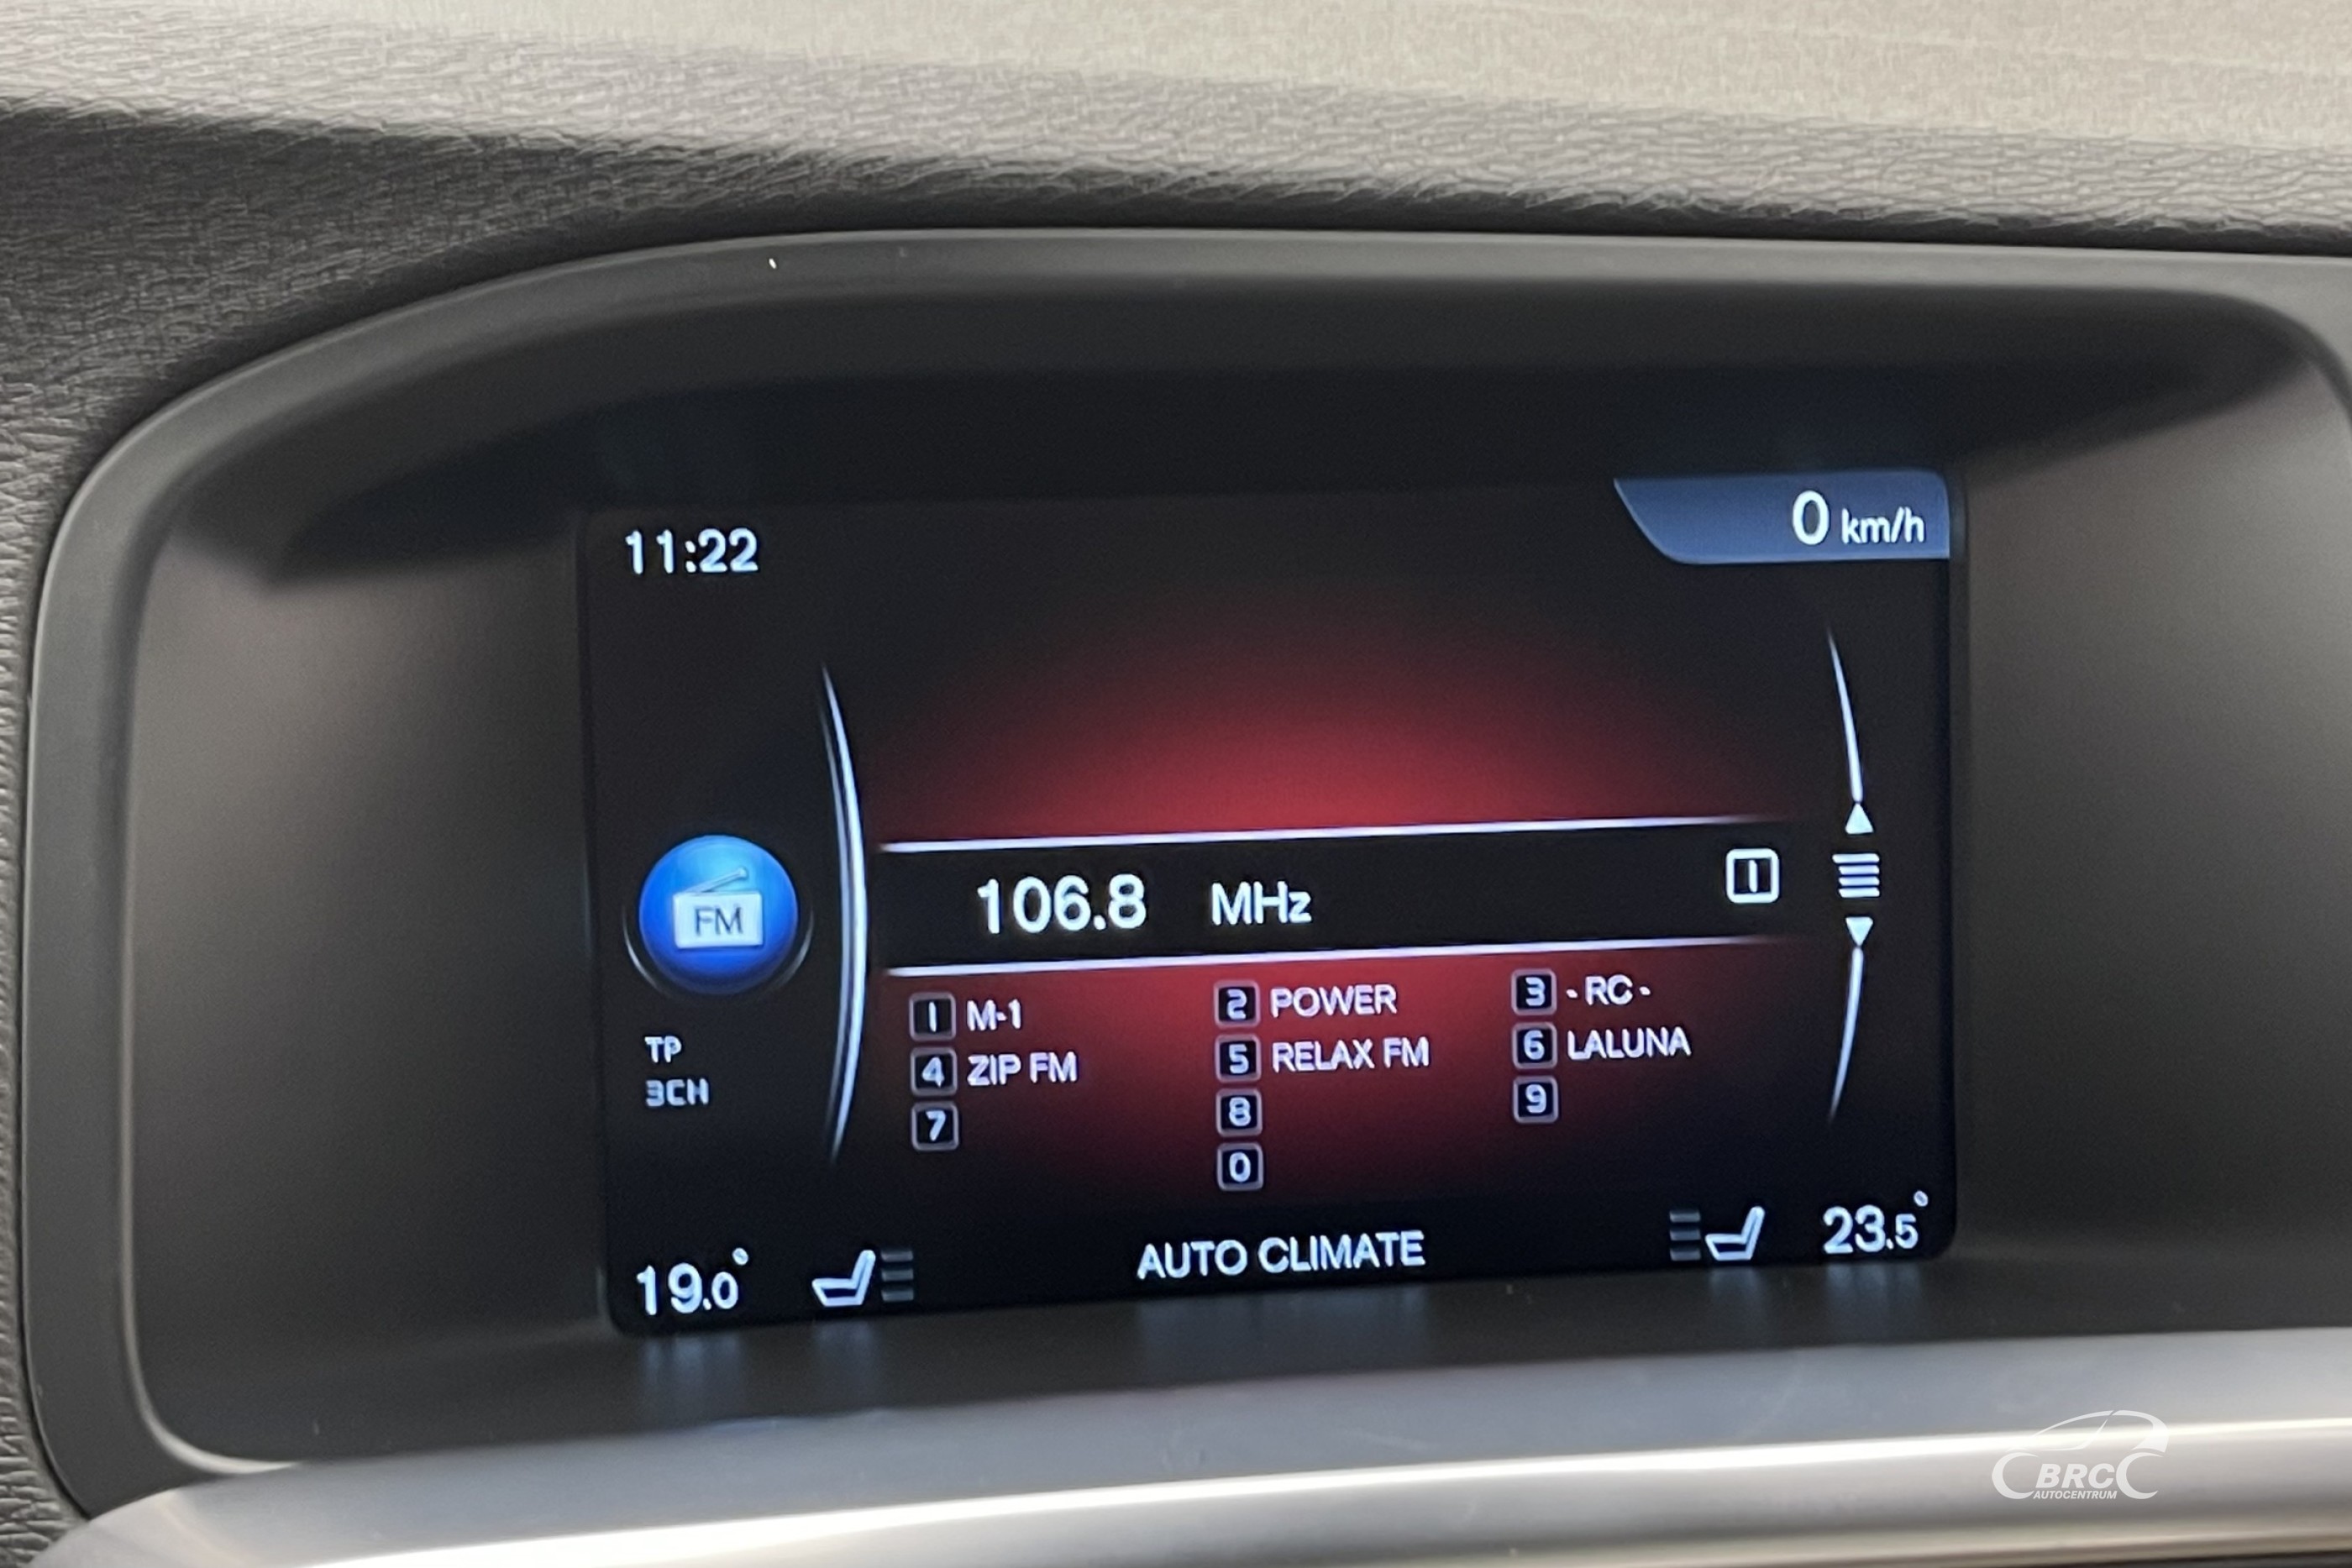 11:22
0 km/h
FM
106.8 MHz 1
1 M-1 2 POWER 3 - RC -
4 ZIP FM 5 RELAX FM 6 LALUNA
7 8 9
0
TP
3CH
19.0° AUTO CLIMATE 23.5°
BRC
AUTOCENTRUM